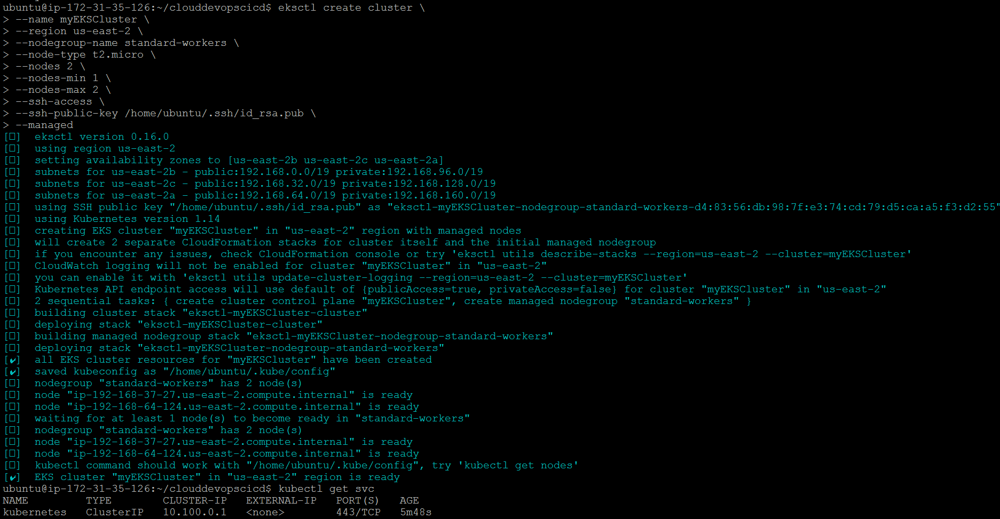 ubuntu@ip-172-31-35-126:~/clouddevopscicd$ eksctl create cluster \
> --name myEKSCluster \
> --region us-east-2 \
> --nodegroup-name standard-workers \
> --node-type t2.micro \
> --nodes 2 \
> --nodes-min 1 \
> --nodes-max 2 \
> --ssh-access \
> --ssh-public-key /home/ubuntu/.ssh/id_rsa.pub \
> --managed
[▯]  eksctl version 0.16.0
[▯]  using region us-east-2
[▯]  setting availability zones to [us-east-2b us-east-2c us-east-2a]
[▯]  subnets for us-east-2b - public:192.168.0.0/19 private:192.168.96.0/19
[▯]  subnets for us-east-2c - public:192.168.32.0/19 private:192.168.128.0/19
[▯]  subnets for us-east-2a - public:192.168.64.0/19 private:192.168.160.0/19
[▯]  using SSH public key "/home/ubuntu/.ssh/id_rsa.pub" as "eksctl-myEKSCluster-nodegroup-standard-workers-d4:83:56:db:98:7f:e3:74:cd:79:d5:ca:a5:f3:d2:55"
[▯]  using Kubernetes version 1.14
[▯]  creating EKS cluster "myEKSCluster" in "us-east-2" region with managed nodes
[▯]  will create 2 separate CloudFormation stacks for cluster itself and the initial managed nodegroup
[▯]  if you encounter any issues, check CloudFormation console or try 'eksctl utils describe-stacks --region=us-east-2 --cluster=myEKSCluster'
[▯]  CloudWatch logging will not be enabled for cluster "myEKSCluster" in "us-east-2"
[▯]  you can enable it with 'eksctl utils update-cluster-logging --region=us-east-2 --cluster=myEKSCluster'
[▯]  Kubernetes API endpoint access will use default of {publicAccess=true, privateAccess=false} for cluster "myEKSCluster" in "us-east-2"
[▯]  2 sequential tasks: { create cluster control plane "myEKSCluster", create managed nodegroup "standard-workers" }
[▯]  building cluster stack "eksctl-myEKSCluster-cluster"
[▯]  deploying stack "eksctl-myEKSCluster-cluster"
[▯]  building managed nodegroup stack "eksctl-myEKSCluster-nodegroup-standard-workers"
[▯]  deploying stack "eksctl-myEKSCluster-nodegroup-standard-workers"
[✔]  all EKS cluster resources for "myEKSCluster" have been created
[✔]  saved kubeconfig as "/home/ubuntu/.kube/config"
[▯]  nodegroup "standard-workers" has 2 node(s)
[▯]  node "ip-192-168-37-27.us-east-2.compute.internal" is ready
[▯]  node "ip-192-168-64-124.us-east-2.compute.internal" is ready
[▯]  waiting for at least 1 node(s) to become ready in "standard-workers"
[▯]  nodegroup "standard-workers" has 2 node(s)
[▯]  node "ip-192-168-37-27.us-east-2.compute.internal" is ready
[▯]  node "ip-192-168-64-124.us-east-2.compute.internal" is ready
[▯]  kubectl command should work with "/home/ubuntu/.kube/config", try 'kubectl get nodes'
[✔]  EKS cluster "myEKSCluster" in "us-east-2" region is ready
ubuntu@ip-172-31-35-126:~/clouddevopscicd$ kubectl get svc
NAME         TYPE        CLUSTER-IP   EXTERNAL-IP   PORT(S)   AGE
kubernetes   ClusterIP   10.100.0.1   <none>        443/TCP   5m48s